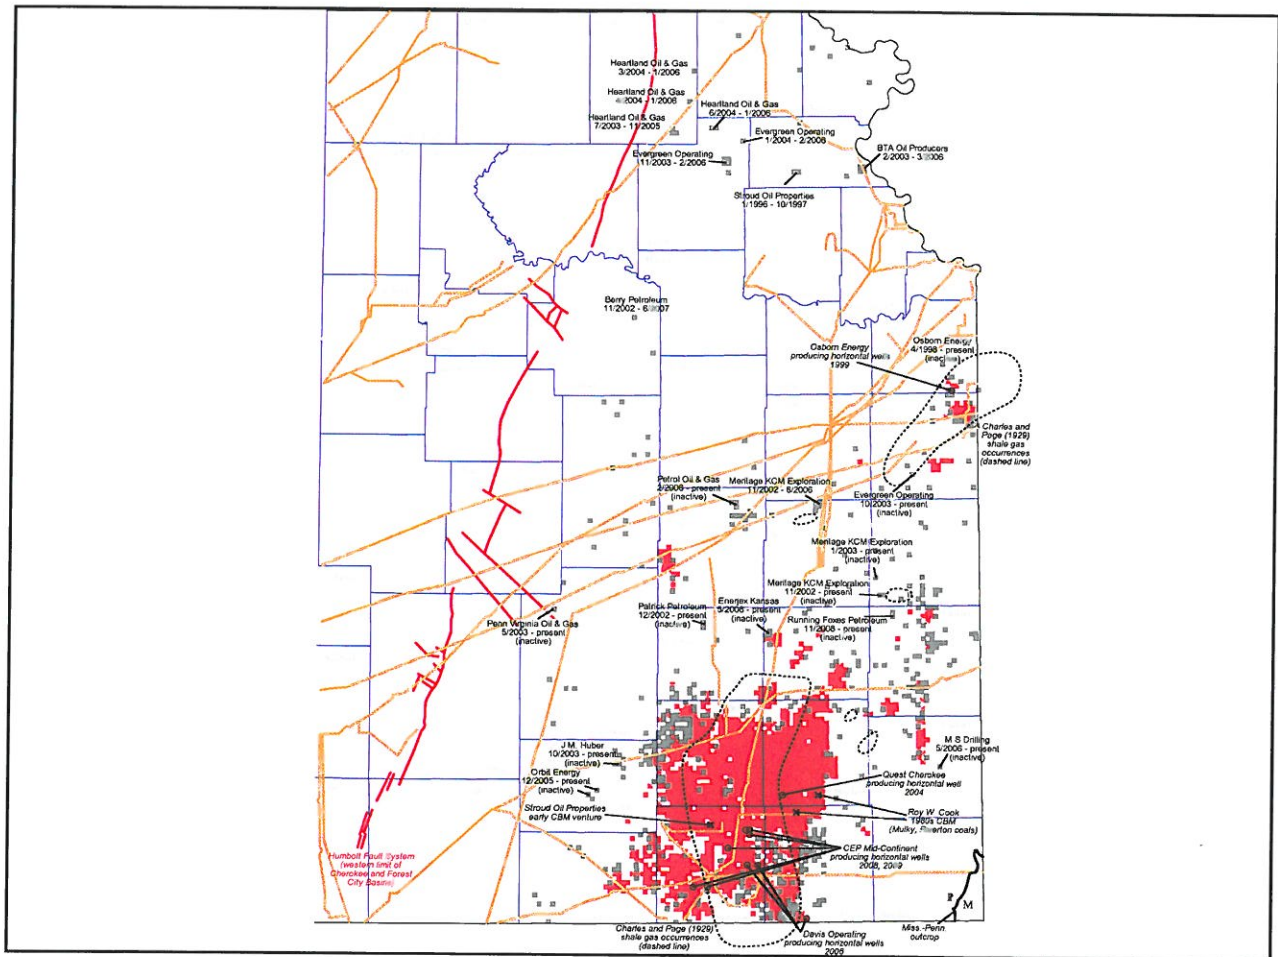 Heartland Oil & Gas
3/2004 - 1/2006
Heartland Oil & Gas
4/2004 - 1/2006
Heartland Oil & Gas
7/2003 - 11/2005
Heartland Oil & Gas
6/2004 - 1/2006
Evergreen Operating
1/2004 - 2/2006
Evergreen Operating
11/2003 - 2/2006
BTA Oil Producers
2/2003 - 3/2006
Stroud Oil Properties
1/1996 - 10/1997
Berry Petroleum
11/2002 - 6/2007
Osborn Energy
producing horizontal wells
1999
Osborn Energy
4/1998 - present
(inactive)
Charles and
Page (1929)
shale gas
occurrences
(dashed line)
Petrol Oil & Gas
2/2006 - present
(inactive)
Meritage KCM Exploration
11/2002 - 6/2006
Evergreen Operating
10/2003 - present
(inactive)
Meritage KCM Exploration
1/2003 - present
(inactive)
Meritage KCM Exploration
11/2002 - present
(inactive)
Penn Virginia Oil & Gas
5/2003 - present
(inactive)
Patrick Petroleum
12/2002 - present
(inactive)
Enerjex Kansas
5/2006 - present
(inactive)
Running Foxes Petroleum
11/2006 - present
(inactive)
J.M. Huber
10/2003 - present
(inactive)
Orbit Energy
12/2005 - present
(inactive)
Stroud Oil Properties
early CBM venture
M S Drilling
5/2006 - present
(inactive)
Quest Cherokee
producing horizontal well
2004
Roy W. Cook
1980s CBM
(Mulky, Riverton coals)
CEP Mid-Continent
producing horizontal wells
2008, 2009
Humbolt Fault System
(western limit of
Cherokee and Forest
City Basins)
Charles and Page (1929)
shale gas occurrences
(dashed line)
Davis Operating
producing horizontal wells
2006
P
M
Miss.-Penn.
outcrop